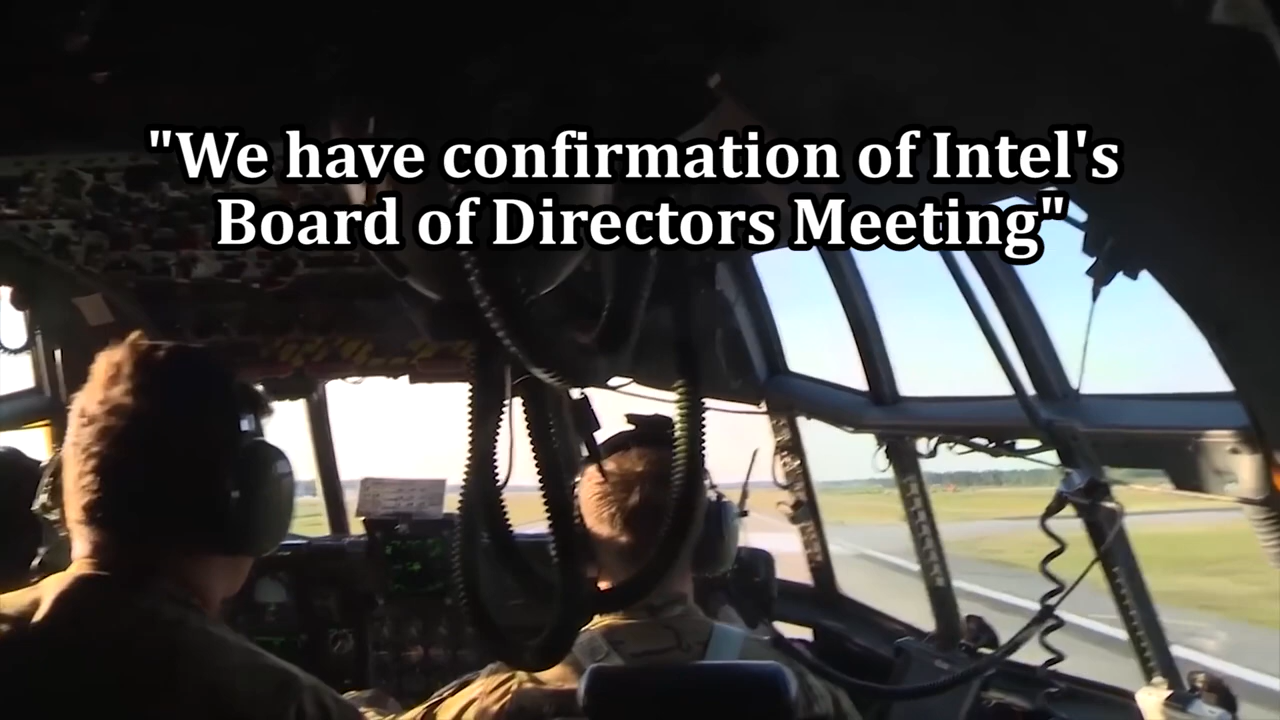 "We have confirmation of Intel's
Board of Directors Meeting"